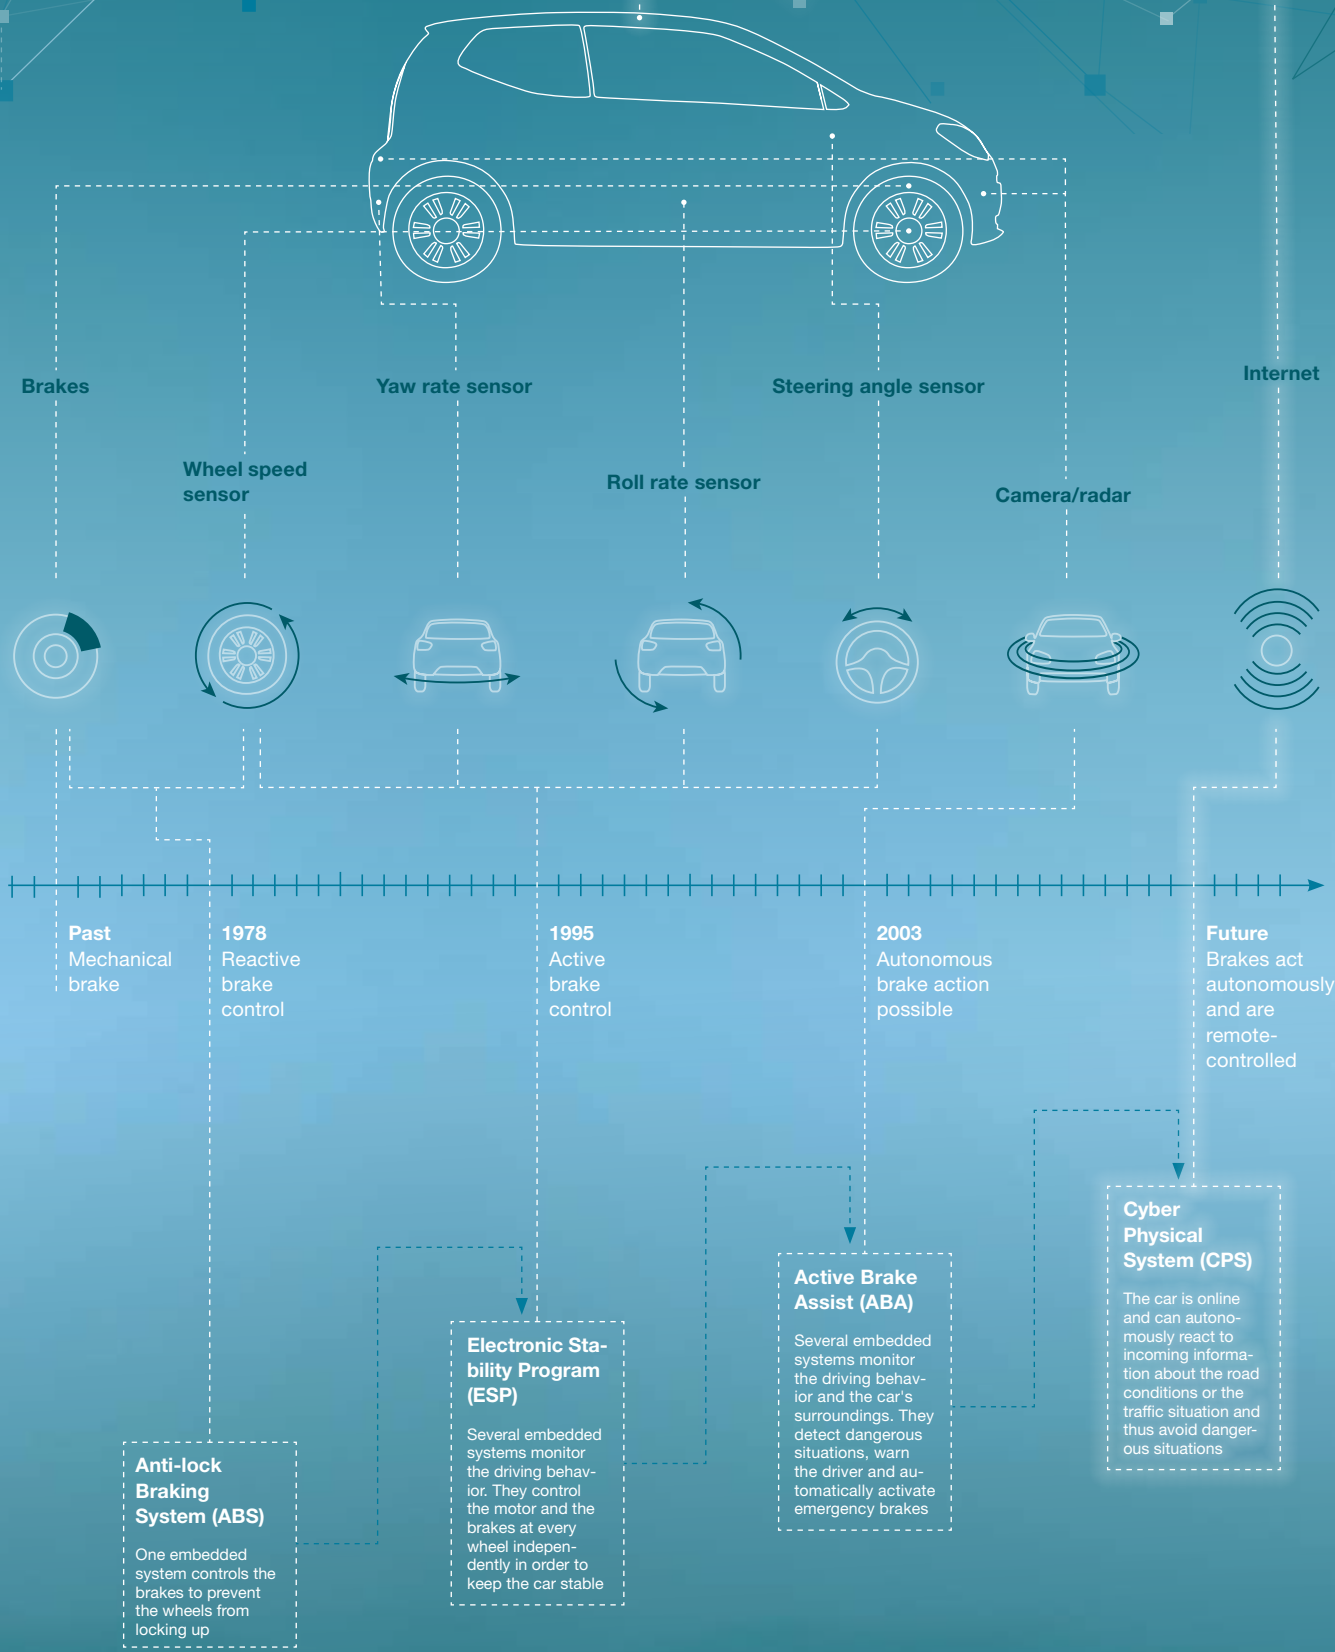 Brakes
Yaw rate sensor
Steering angle sensor
Internet
Wheel speed
sensor
Roll rate sensor
Camera/radar
Past
Mechanical
brake
1978
Reactive
brake
control
1995
Active
brake
control
2003
Autonomous
brake action
possible
Future
Brakes act
autonomously
and are
remote-
controlled
Anti-lock
Braking
System (ABS)
One embedded
system controls the
brakes to prevent
the wheels from
locking up
Electronic Sta-
bility Program
(ESP)
Several embedded
systems monitor
the driving behav-
ior. They control
the motor and the
brakes at every
wheel indepen-
dently in order to
keep the car stable
Active Brake
Assist (ABA)
Several embedded
systems monitor
the driving behav-
ior and the car's
surroundings. They
detect dangerous
situations, warn
the driver and au-
tomatically activate
emergency brakes
Cyber
Physical
System (CPS)
The car is online
and can autono-
mously react to
incoming informa-
tion about the road
conditions or the
traffic situation and
thus avoid danger-
ous situations